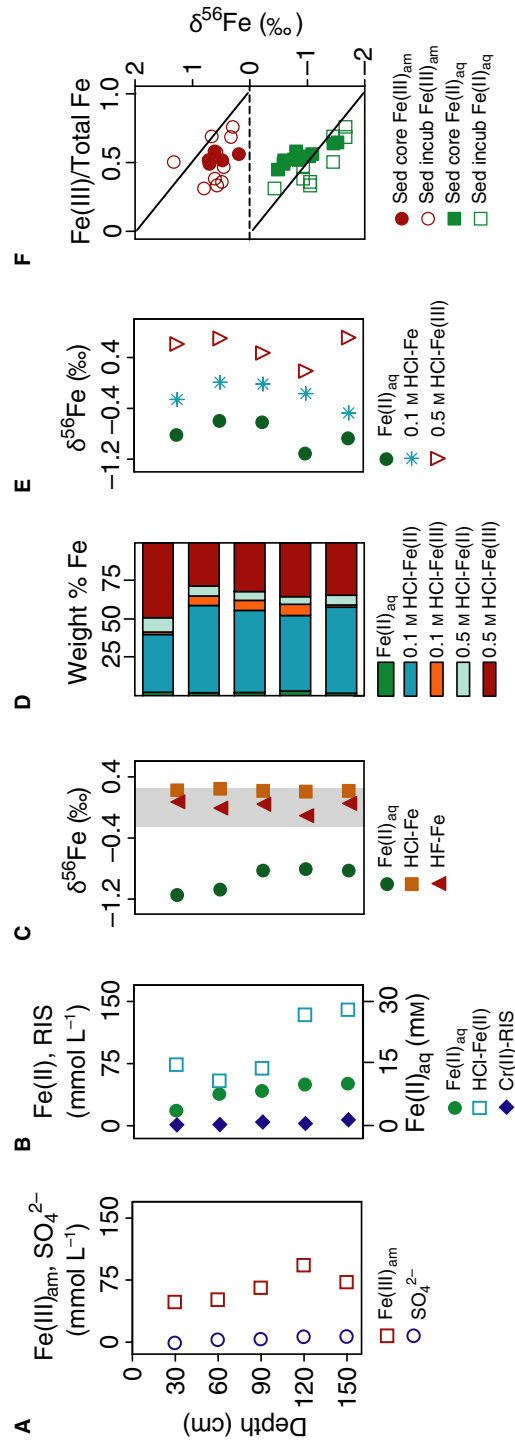 A
Fe(III)am, SO4 2−
(mmol L−1)
0 75 150
Depth (cm)
0
30
60
90
120
150
Fe(III)am
SO4 2−
B
Fe(II), RIS
(mmol L−1)
0 75 150
0 15 30
Fe(II)aq (mM)
Fe(II)aq
HCl-Fe(II)
Cr(II)-RIS
C
δ56Fe (‰)
−1.2 −0.4 0.4
Fe(II)aq
HCl-Fe
HF-Fe
D
Weight % Fe
25 50 75
Fe(II)aq
0.1 M HCl-Fe(II)
0.1 M HCl-Fe(III)
0.5 M HCl-Fe(II)
0.5 M HCl-Fe(III)
E
δ56Fe (‰)
−1.2 −0.4 0.4
Fe(II)aq
0.1 M HCl-Fe
0.5 M HCl-Fe(III)
F
Fe(III)/Total Fe
0 0.5 1.0
2
1
0
−1
−2
δ56Fe (‰)
Sed core Fe(III)am
Sed incub Fe(III)am
Sed core Fe(II)aq
Sed incub Fe(II)aq